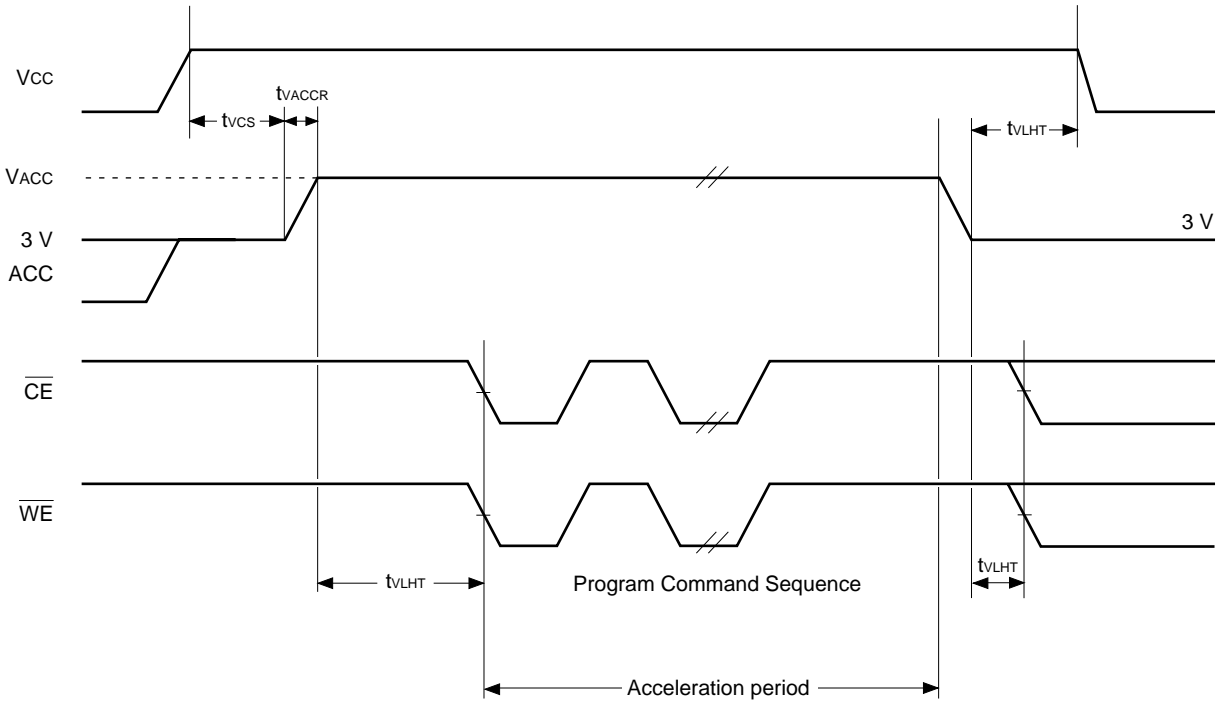 VCC
tVACCR
tVCS
tVLHT
VACC
3 V
3 V
ACC
CE
WE
tVLHT
Program Command Sequence
tVLHT
Acceleration period